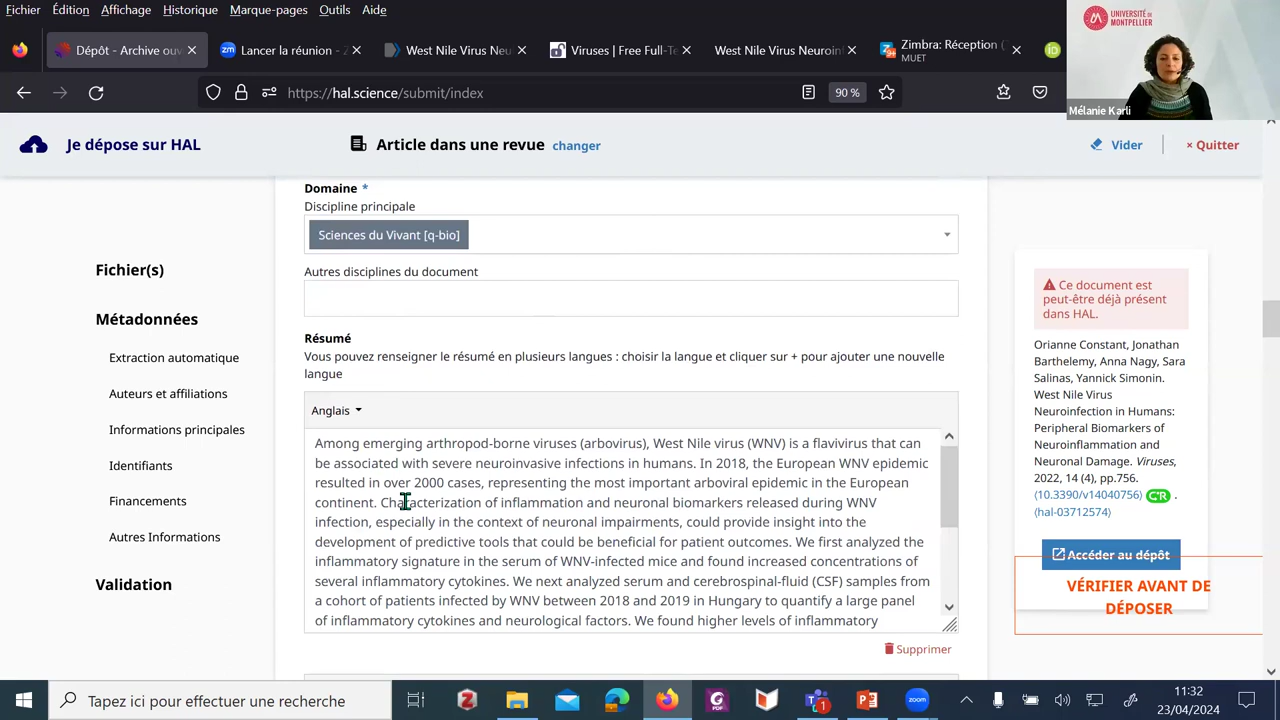 Fichier Édition Affichage Historique Marque-pages Outils Aide
UNIVERSITÉ DE MONTPELLIER
Dépôt - Archive ouv
zm Lancer la réunion - Z
West Nile Virus Neu
Viruses | Free Full-Te
West Nile Virus Neuroinf
Zimbra: Réception (
MUET
https://hal.science/submit/index
90 %
Mélanie Karli
Je dépose sur HAL
Article dans une revue changer
Vider
× Quitter
Domaine *
Discipline principale
Sciences du Vivant [q-bio]
Autres disciplines du document
Résumé
Vous pouvez renseigner le résumé en plusieurs langues : choisir la langue et cliquer sur + pour ajouter une nouvelle
langue
Anglais
Among emerging arthropod-borne viruses (arbovirus), West Nile virus (WNV) is a flavivirus that can
be associated with severe neuroinvasive infections in humans. In 2018, the European WNV epidemic
resulted in over 2000 cases, representing the most important arboviral epidemic in the European
continent. Characterization of inflammation and neuronal biomarkers released during WNV
infection, especially in the context of neuronal impairments, could provide insight into the
development of predictive tools that could be beneficial for patient outcomes. We first analyzed the
inflammatory signature in the serum of WNV-infected mice and found increased concentrations of
several inflammatory cytokines. We next analyzed serum and cerebrospinal-fluid (CSF) samples from
a cohort of patients infected by WNV between 2018 and 2019 in Hungary to quantify a large panel
of inflammatory cytokines and neurological factors. We found higher levels of inflammatory
Supprimer
Fichier(s)
Métadonnées
Extraction automatique
Auteurs et affiliations
Informations principales
Identifiants
Financements
Autres Informations
Validation
Ce document est
peut-être déjà présent
dans HAL.
Orianne Constant, Jonathan
Barthelemy, Anna Nagy, Sara
Salinas, Yannick Simonin.
West Nile Virus
Neuroinfection in Humans:
Peripheral Biomarkers of
Neuroinflammation and
Neuronal Damage. Viruses,
2022, 14 (4), pp.756.
⟨10.3390/v14040756⟩ .
⟨hal-03712574⟩
Accéder au dépôt
VÉRIFIER AVANT DE
DÉPOSER
Tapez ici pour effectuer une recherche
zoom
11:32
23/04/2024